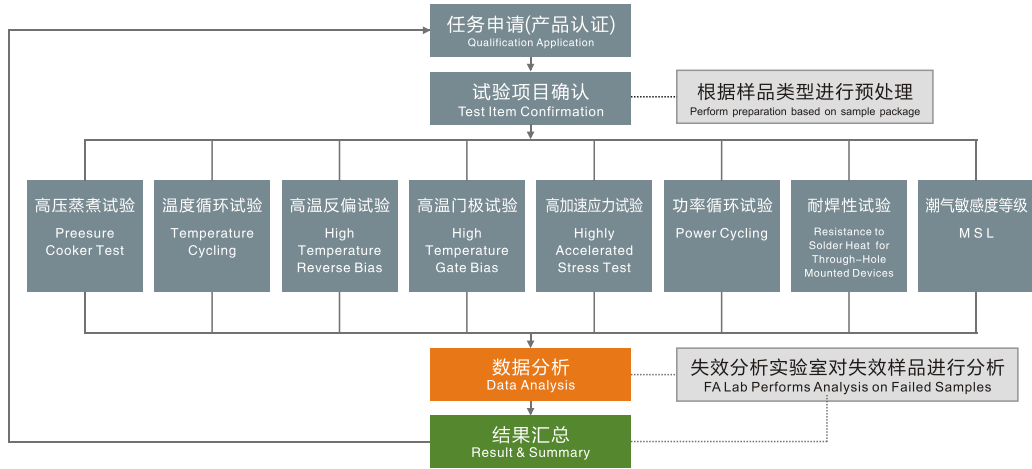 任务申请(产品认证)
Qualification Application
试验项目确认
Test Item Confirmation
根据样品类型进行预处理
Perform preparation based on sample package
高压蒸煮试验
Preesure
Cooker Test
温度循环试验
Temperature
Cycling
高温反偏试验
High
Temperature
Reverse Bias
高温门极试验
High
Temperature
Gate Bias
高加速应力试验
Highly
Accelerated
Stress Test
功率循环试验
Power Cycling
耐焊性试验
Resistance to
Solder Heat for
Through-Hole
Mounted Devices
潮气敏感度等级
MSL
数据分析
Data Analysis
失效分析实验室对失效样品进行分析
FA Lab Performs Analysis on Failed Samples
结果汇总
Result & Summary